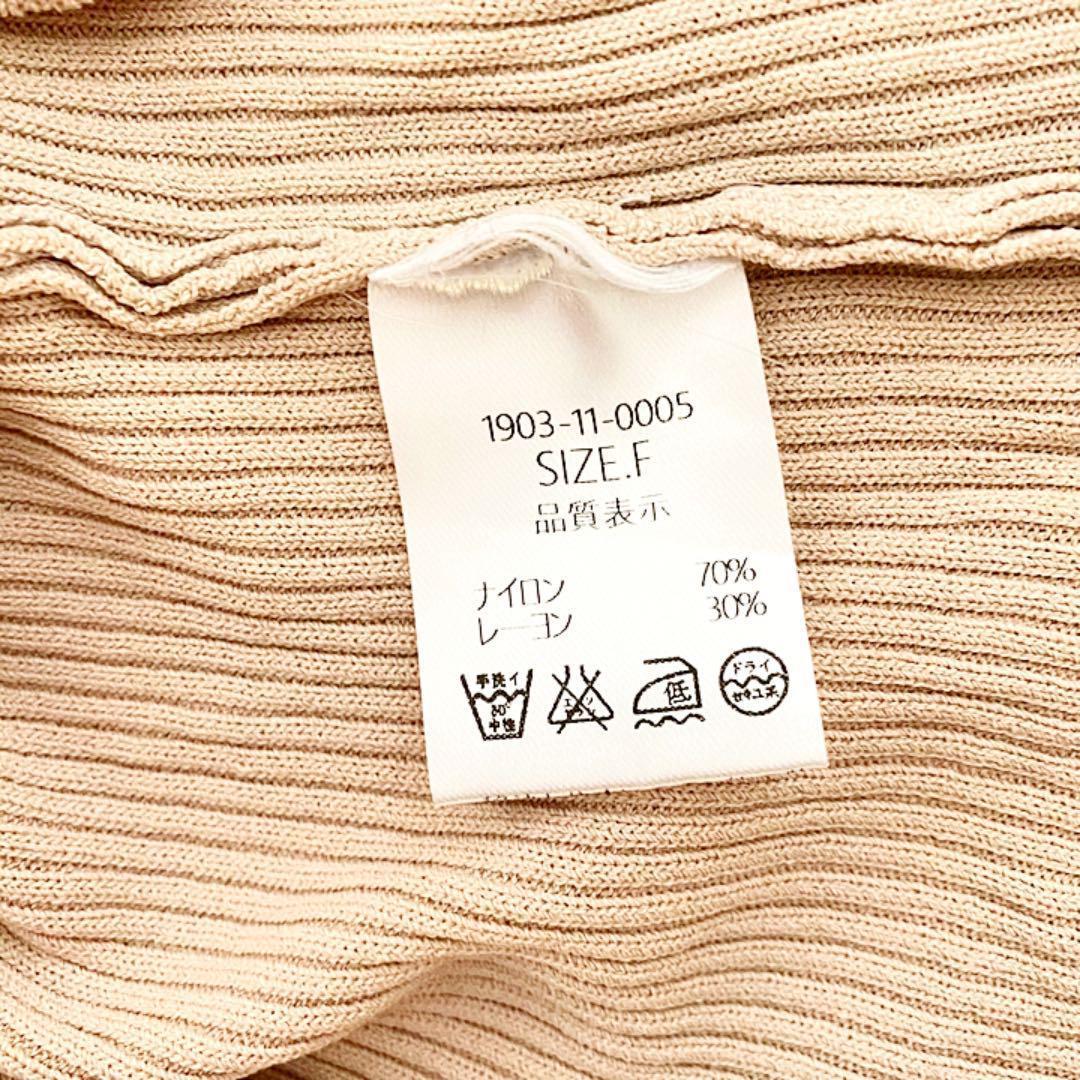 1903-11-0005
SIZE.F
品質表示
ナイロン 70%
レーヨン 30%
手洗イ
30
中性
低
ドライ
セキユ系